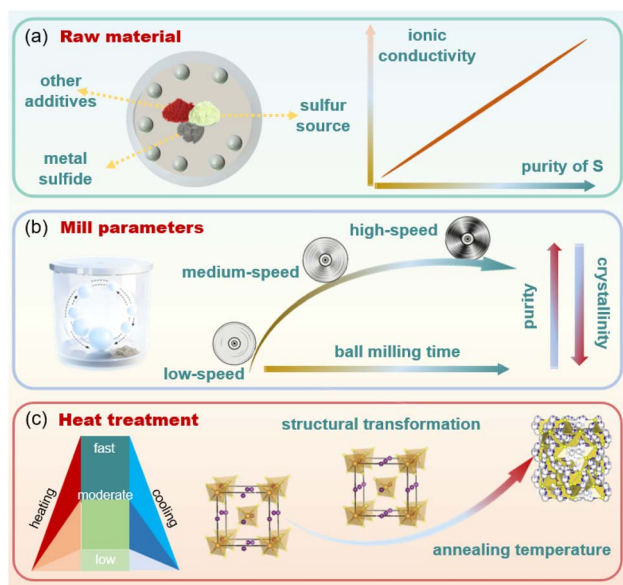 (a) Raw material
other
additives
sulfur
source
metal
sulfide
ionic
conductivity
purity of S
(b) Mill parameters
high-speed
medium-speed
low-speed
ball milling time
purity
crystallinity
(c) Heat treatment
structural transformation
fast
moderate
low
heating
cooling
annealing temperature